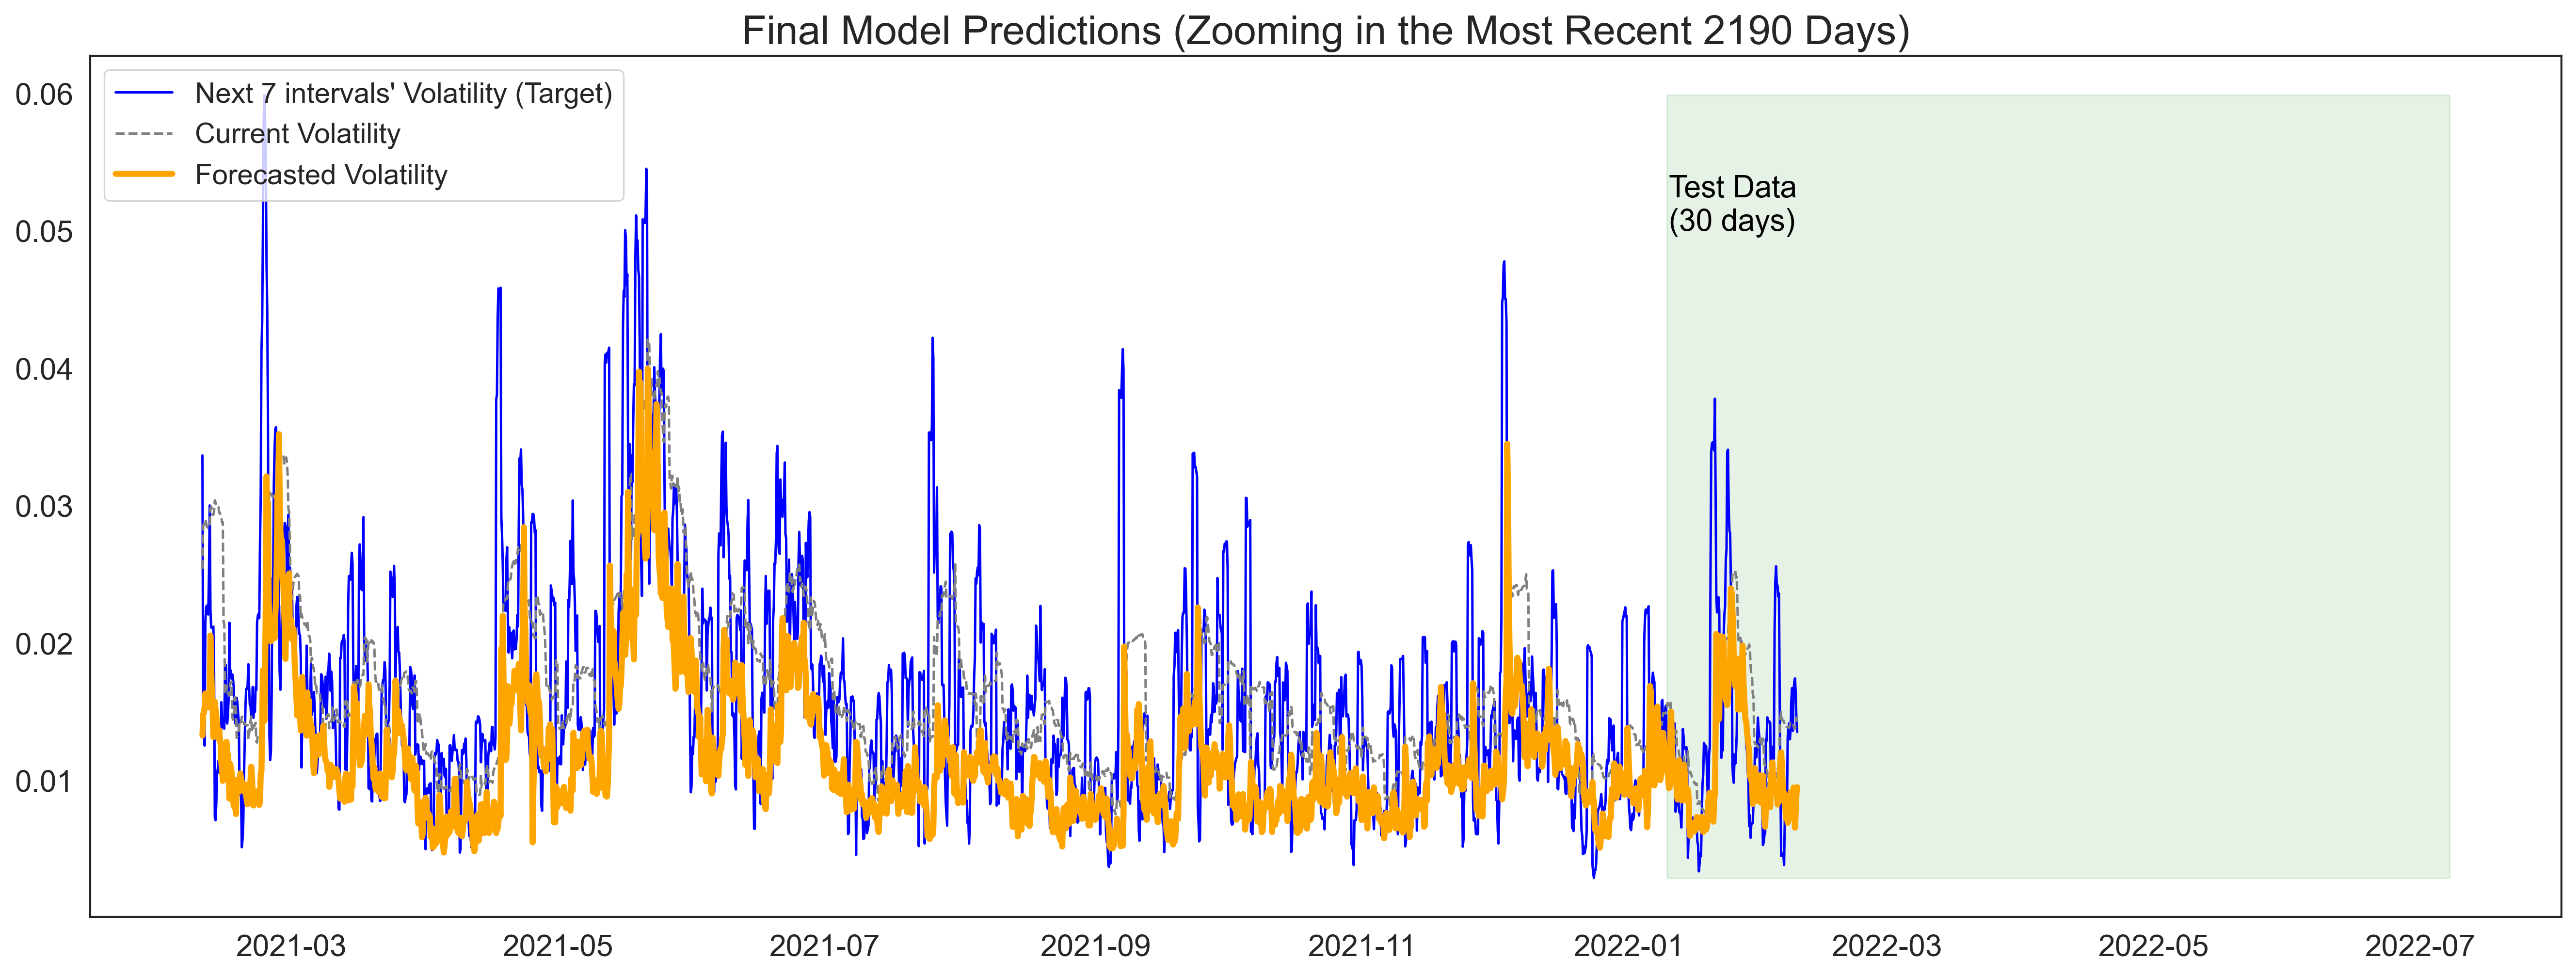 Final Model Predictions (Zooming in the Most Recent 2190 Days)
Next 7 intervals' Volatility (Target)
Current Volatility
Forecasted Volatility
Test Data
(30 days)
0.06
0.05
0.04
0.03
0.02
0.01
2021-03
2021-05
2021-07
2021-09
2021-11
2022-01
2022-03
2022-05
2022-07